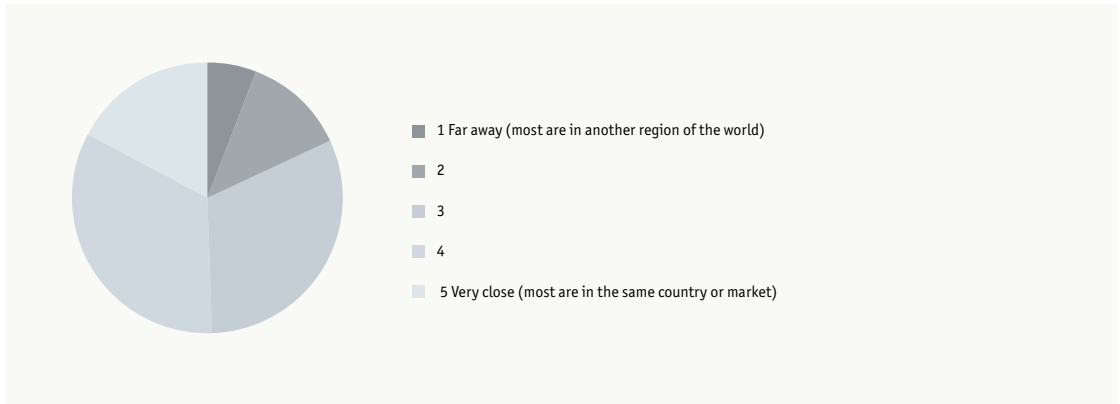 1 Far away (most are in another region of the world)
2
3
4
5 Very close (most are in the same country or market)